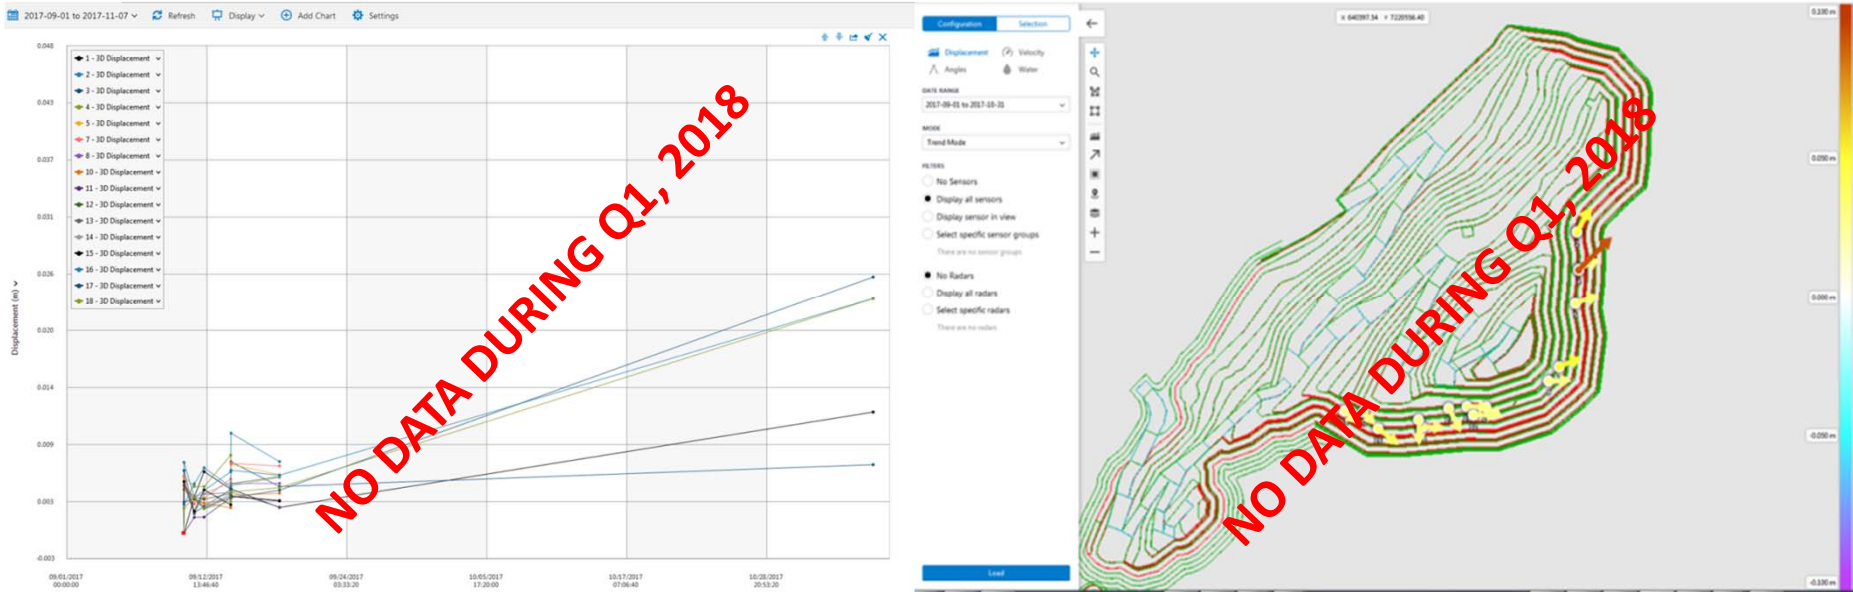 2017-09-01 to 2017-11-07
Refresh
Display
Add Chart
Settings
0.048
0.043
0.037
0.031
0.026
0.020
0.014
0.009
0.003
-0.003
Displacement (m)
1 - 3D Displacement
2 - 3D Displacement
3 - 3D Displacement
4 - 3D Displacement
5 - 3D Displacement
7 - 3D Displacement
8 - 3D Displacement
10 - 3D Displacement
11 - 3D Displacement
12 - 3D Displacement
13 - 3D Displacement
14 - 3D Displacement
15 - 3D Displacement
16 - 3D Displacement
17 - 3D Displacement
18 - 3D Displacement
NO DATA DURING Q1, 2018
09/01/2017
00:00:00
09/12/2017
13:46:40
09/24/2017
03:33:20
10/05/2017
17:20:00
10/17/2017
07:06:40
10/28/2017
20:53:20
Configuration
Selection
Displacement
Velocity
Angles
Water
DATE RANGE
2017-09-01 to 2017-10-31
MODE
Trend Mode
FILTERS
No Sensors
Display all sensors
Display sensor in view
Select specific sensor groups
There are no sensor groups
No Radars
Display all radars
Select specific radars
There are no radars
Load
X 640397.54 Y 7220556.40
NO DATA DURING Q1, 2018
0.330 m
0.050 m
0.000 m
-0.050 m
-0.330 m